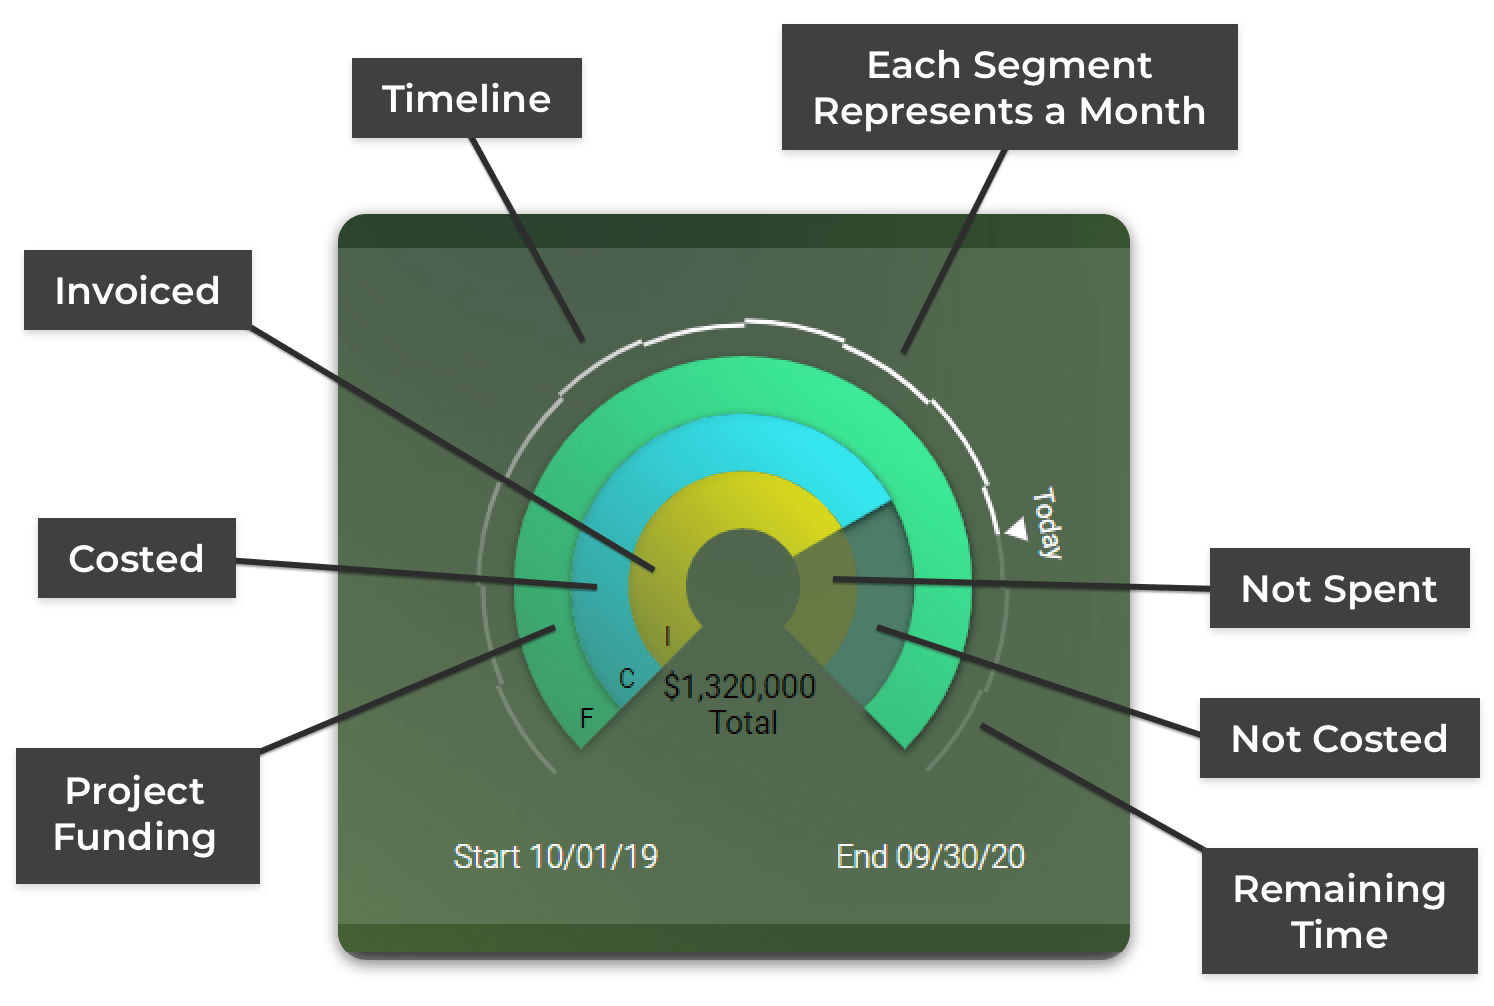 Timeline
Each Segment
Represents a Month
Invoiced
Today
Costed
Not Spent
I
C
F
$1,320,000
Total
Not Costed
Project
Funding
Start 10/01/19
End 09/30/20
Remaining
Time